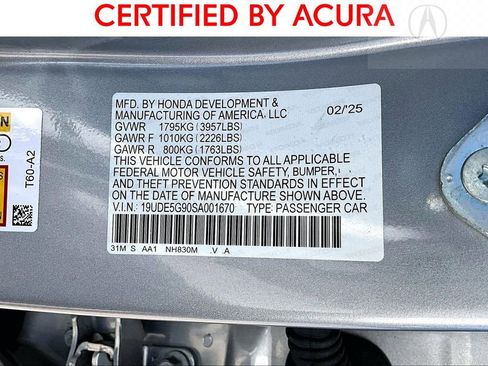 CERTIFIED BY ACURA
MFD. BY HONDA DEVELOPMENT &
MANUFACTURING OF AMERICA, LLC 02/'25
GVWR 1795KG (3957LBS)
GAWR F 1010KG (2226LBS)
GAWR R 800KG (1763LBS)
THIS VEHICLE CONFORMS TO ALL APPLICABLE
FEDERAL MOTOR VEHICLE SAFETY, BUMPER,
AND THEFT PREVENTION STANDARDS IN EFFECT
ON THE DATE OF MANUFACTURE SHOWN ABOVE.
V.I.N: 19UDE5G90SA001670 TYPE: PASSENGER CAR
31M S AA1 NH830M V A
T60-A2